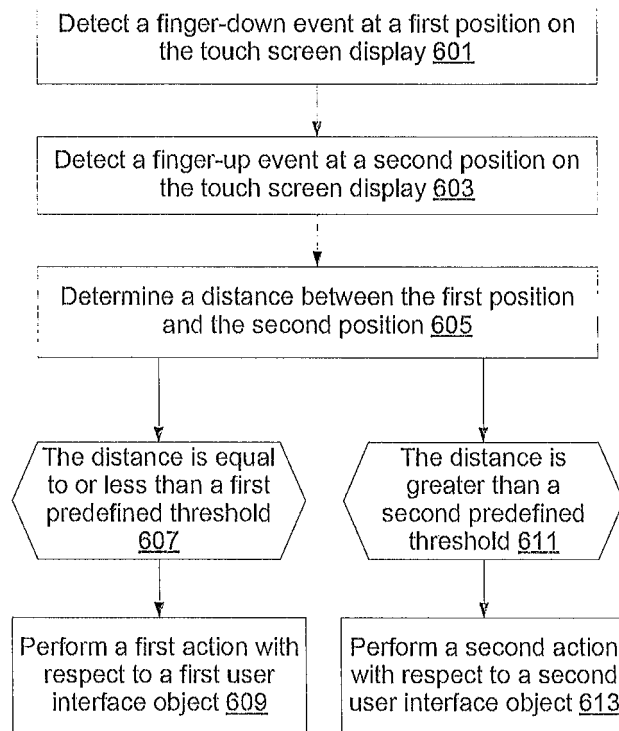 Detect a finger-down event at a first position on
the touch screen display 601
Detect a finger-up event at a second position on
the touch screen display 603
Determine a distance between the first position
and the second position 605
The distance is equal
to or less than a first
predefined threshold
607
The distance is
greater than a
second predefined
threshold 611
Perform a first action with
respect to a first user
interface object 609
Perform a second action
with respect to a second
user interface object 613